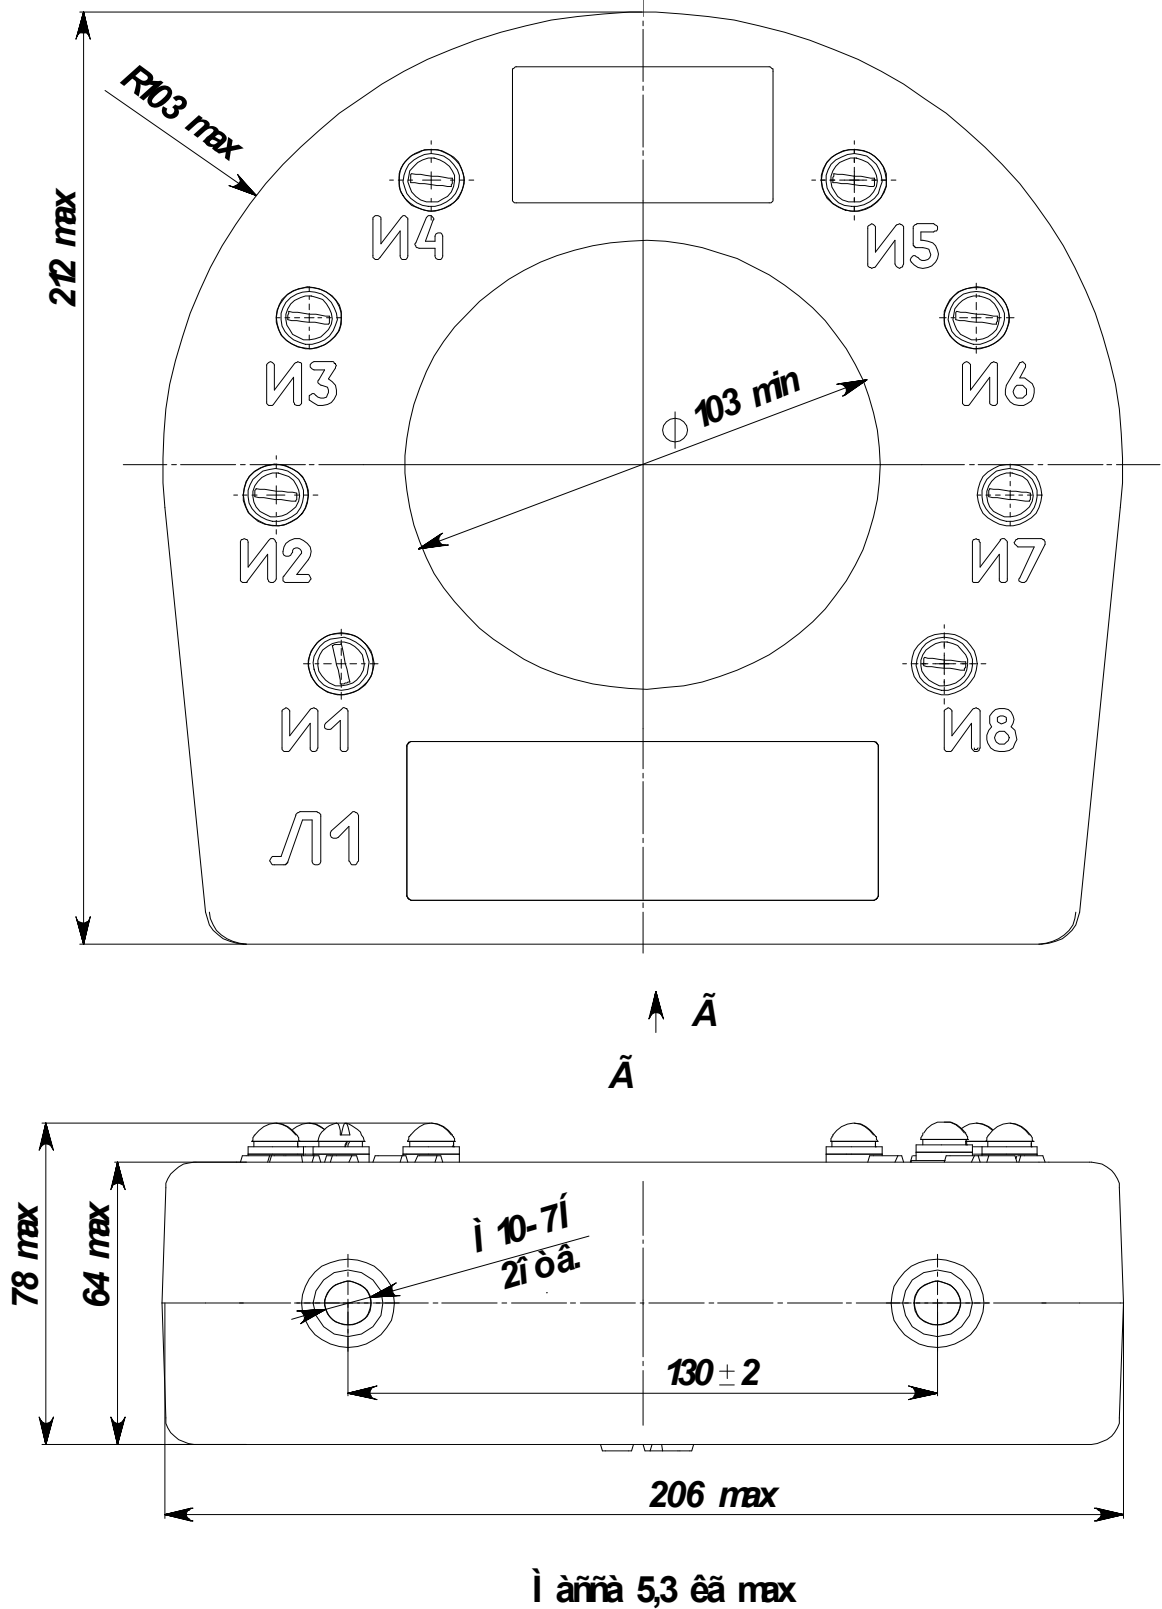 R103 max
212 max
И4
И5
И3
И6
103 min
И2
И7
И1
И8
Л1
Ã
Ã
78 max
64 max
Ì 10-7Í
2î òâ.
130 ± 2
206 max
Ì àññà 5,3 êã max